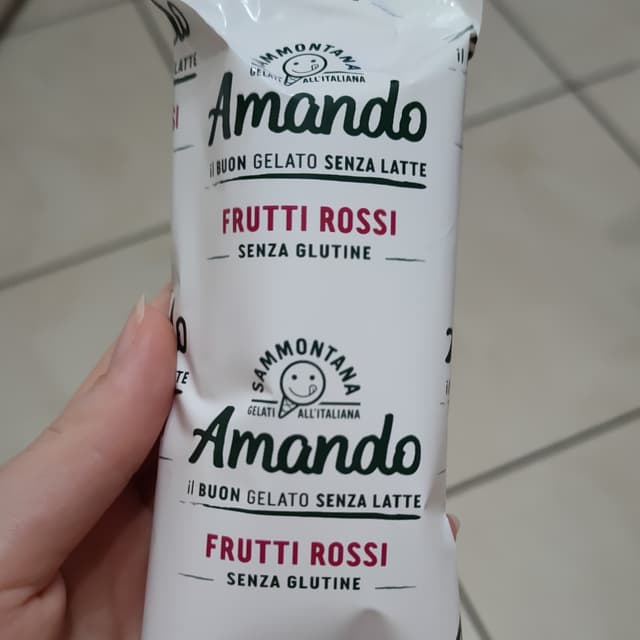 SAMMONTANA
GELATI ALL'ITALIANA
Amando
il BUON GELATO SENZA LATTE
FRUTTI ROSSI
SENZA GLUTINE
SAMMONTANA
GELATI ALL'ITALIANA
Amando
il BUON GELATO SENZA LATTE
FRUTTI ROSSI
SENZA GLUTINE